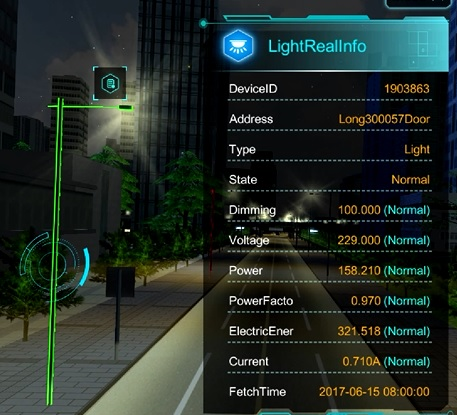 LightRealInfo
DeviceID 1903863
Address Long300057Door
Type Light
State Normal
Dimming 100.000 (Normal)
Voltage 229.000 (Normal)
Power 158.210 (Normal)
PowerFacto 0.970 (Normal)
ElectricEner 321.518 (Normal)
Current 0.710A (Normal)
FetchTime 2017-06-15 08:00:00